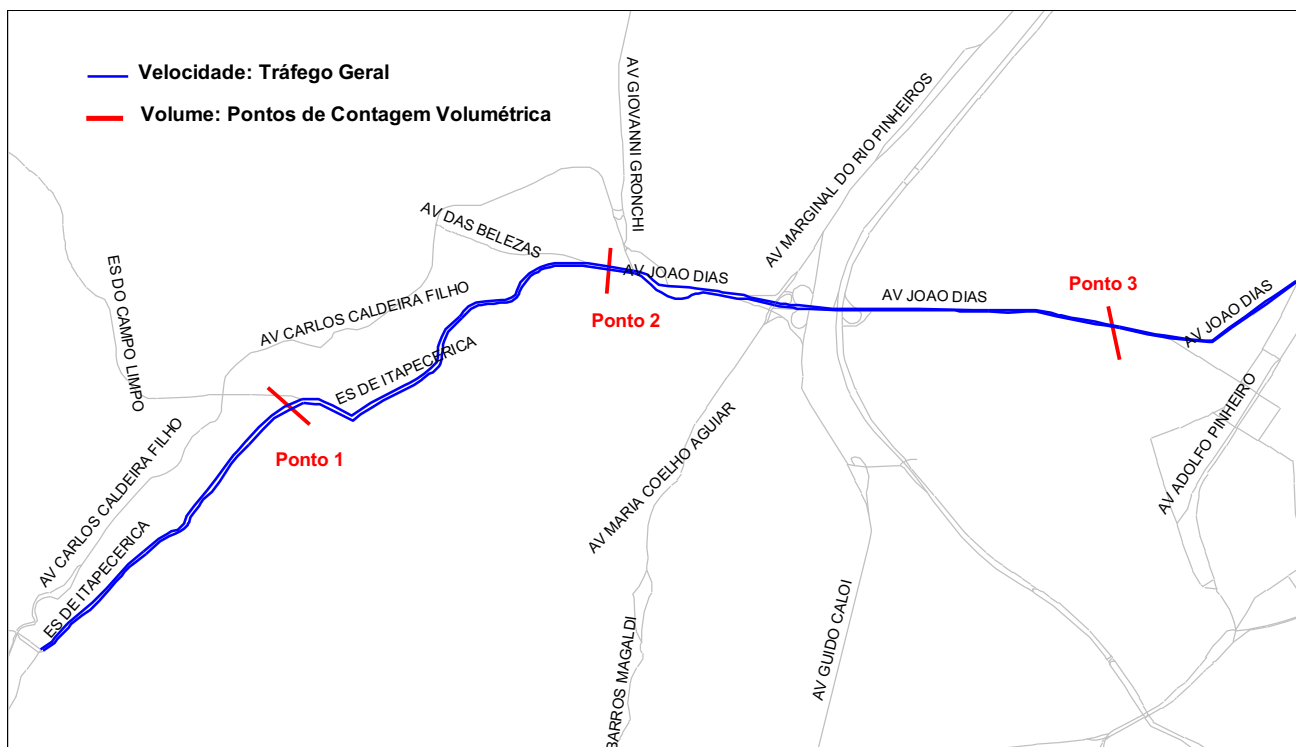 Velocidade: Tráfego Geral
Volume: Pontos de Contagem Volumétrica
AV GIOVANNI GRONCHI
AV MARGINAL DO RIO PINHEIROS
AV DAS BELEZAS
AV JOAO DIAS
Ponto 2
AV JOAO DIAS
Ponto 3
AV JOAO DIAS
ES DO CAMPO LIMPO
AV CARLOS CALDEIRA FILHO
ES DE ITAPECERICA
Ponto 1
AV CARLOS CALDEIRA FILHO
ES DE ITAPECERICA
AV MARIA COELHO AGUIAR
AV ADOLFO PINHEIRO
BARROS MAGALDI
AV GUIDO CALOI